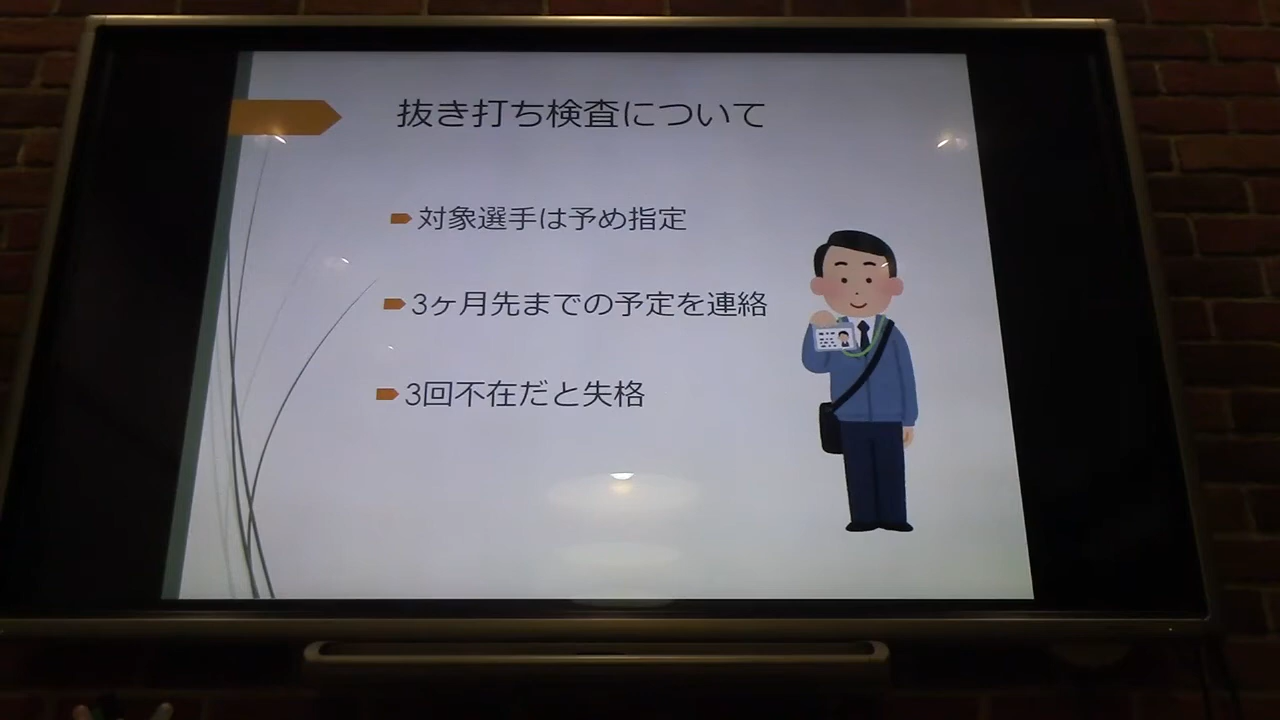 抜き打ち検査について
対象選手は予め指定
3ヶ月先までの予定を連絡
3回不在だと失格